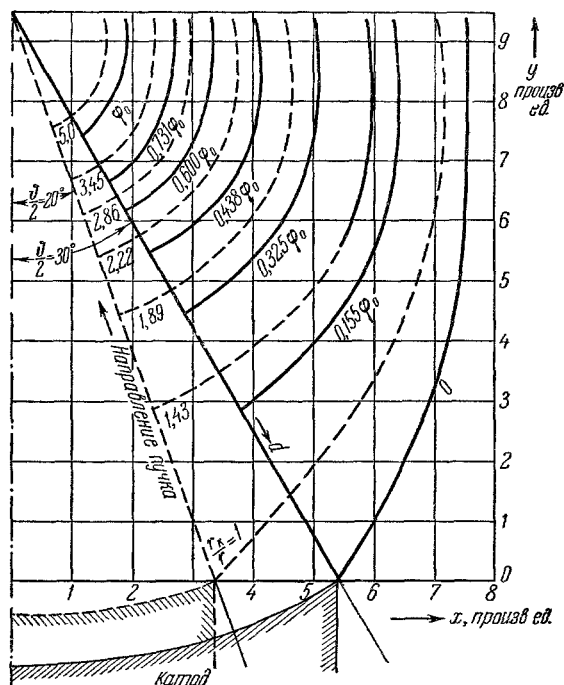 9
8
7
6
5
4
3
2
1
0
y
произв
ед.
5,0
φ₀
3,45
0,731φ₀
2,86
0,600φ₀
2,22
0,438φ₀
1,89
0,325φ₀
1,43
0,155φ₀
0
ϑ/2=20°
ϑ/2=30°
Направление пучка
rₖ/r=1
1 2 3 4 5 6 7 8
x, произв ед.
Катод